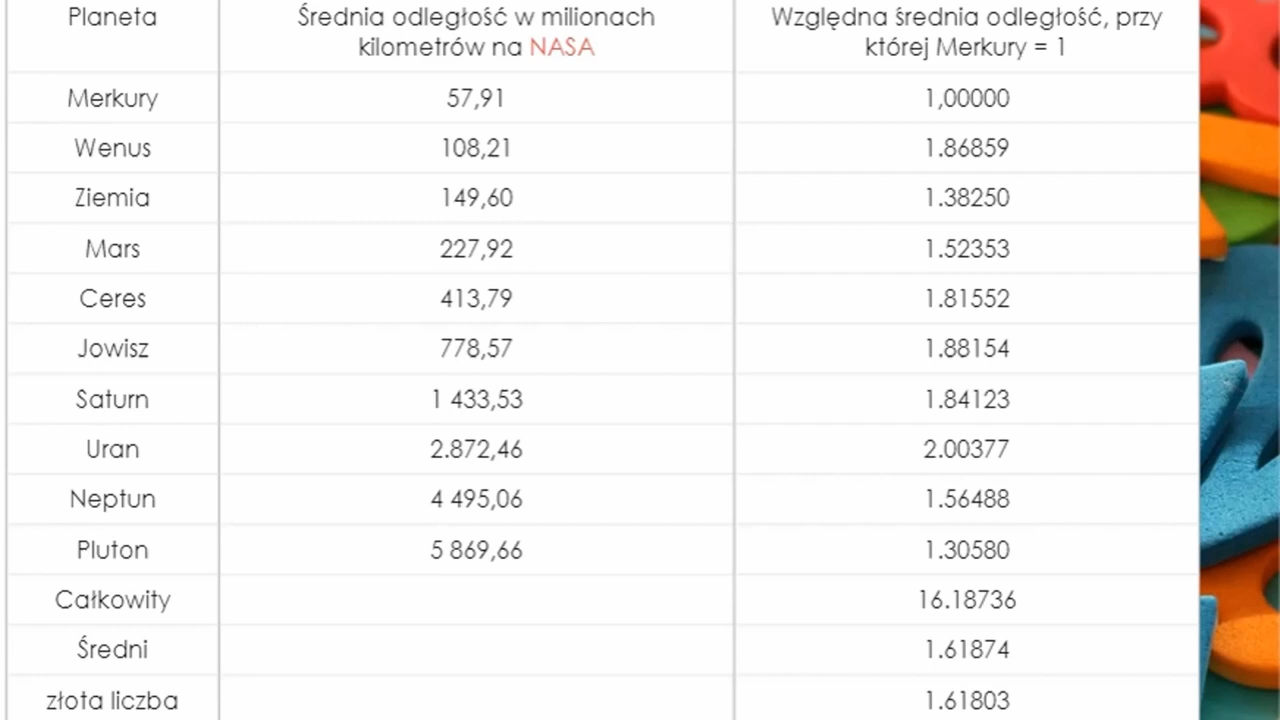 Planeta
Średnia odległość w milionach
kilometrów na NASA
Względna średnia odległość, przy
której Merkury = 1
Merkury 57,91 1,00000
Wenus 108,21 1.86859
Ziemia 149,60 1.38250
Mars 227,92 1.52353
Ceres 413,79 1.81552
Jowisz 778,57 1.88154
Saturn 1 433,53 1.84123
Uran 2.872,46 2.00377
Neptun 4 495,06 1.56488
Pluton 5 869,66 1.30580
Całkowity 16.18736
Średni 1.61874
złota liczba 1.61803